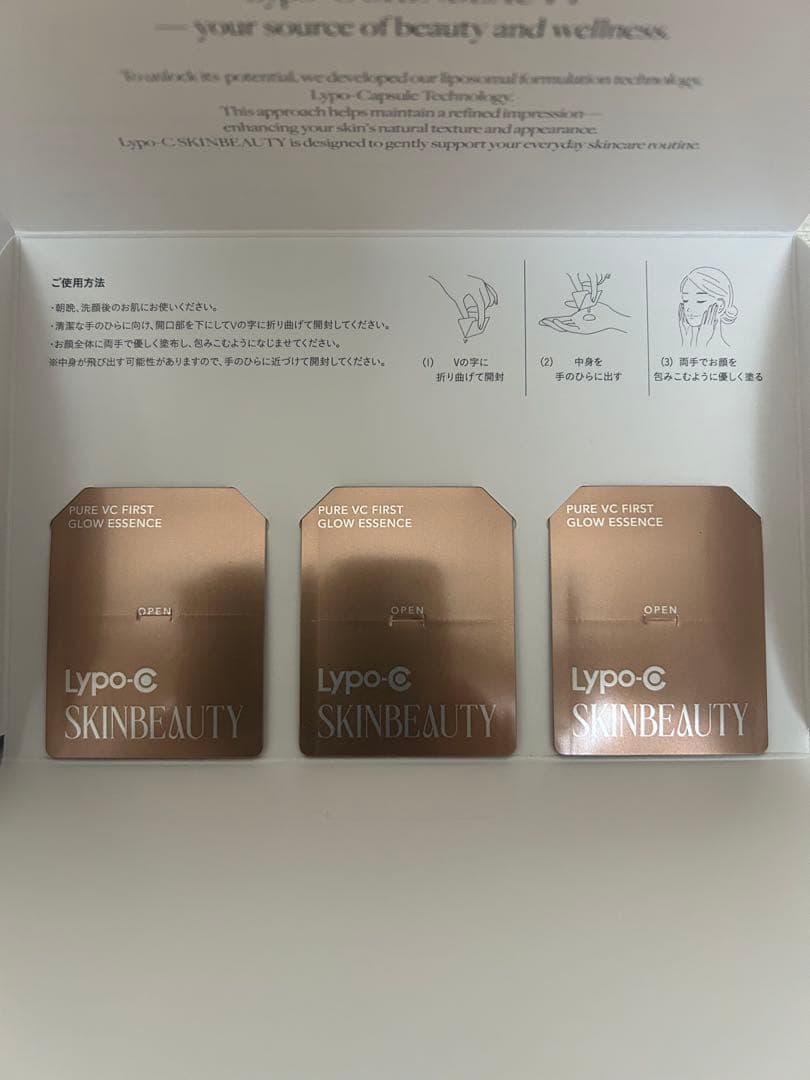 — your source of beauty and wellness.
To unlock its potential, we developed our liposomal formulation technology,
Lypo-Capsule Technology.
This approach helps maintain a refined impression—
enhancing your skin's natural texture and appearance.
Lypo-C SKINBEAUTY is designed to gently support your everyday skincare routine.
ご使用方法
・朝晩、洗顔後のお肌にお使いください。
・清潔な手のひらに向け、開口部を下にしてVの字に折り曲げて開封してください。
・お顔全体に両手で優しく塗布し、包みこむようになじませてください。
※中身が飛び出す可能性がありますので、手のひらに近づけて開封してください。
(1) Vの字に
折り曲げて開封
(2) 中身を
手のひらに出す
(3) 両手でお顔を
包みこむように優しく塗る
PURE VC FIRST
GLOW ESSENCE
OPEN
Lypo-C
SKINBEAUTY
PURE VC FIRST
GLOW ESSENCE
OPEN
Lypo-C
SKINBEAUTY
PURE VC FIRST
GLOW ESSENCE
OPEN
Lypo-C
SKINBEAUTY